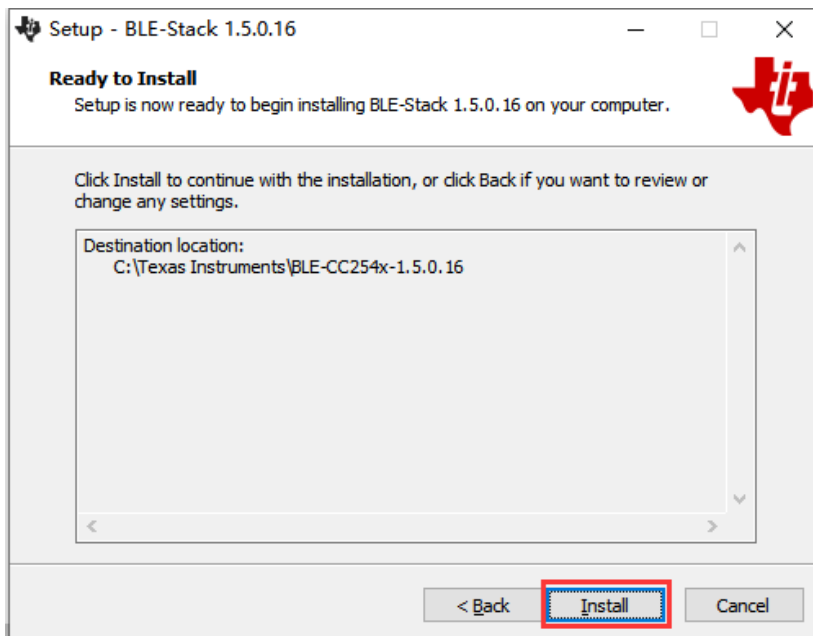 Setup - BLE-Stack 1.5.0.16
Ready to Install
Setup is now ready to begin installing BLE-Stack 1.5.0.16 on your computer.
Click Install to continue with the installation, or click Back if you want to review or
change any settings.
Destination location:
C:\Texas Instruments\BLE-CC254x-1.5.0.16
< Back Install Cancel